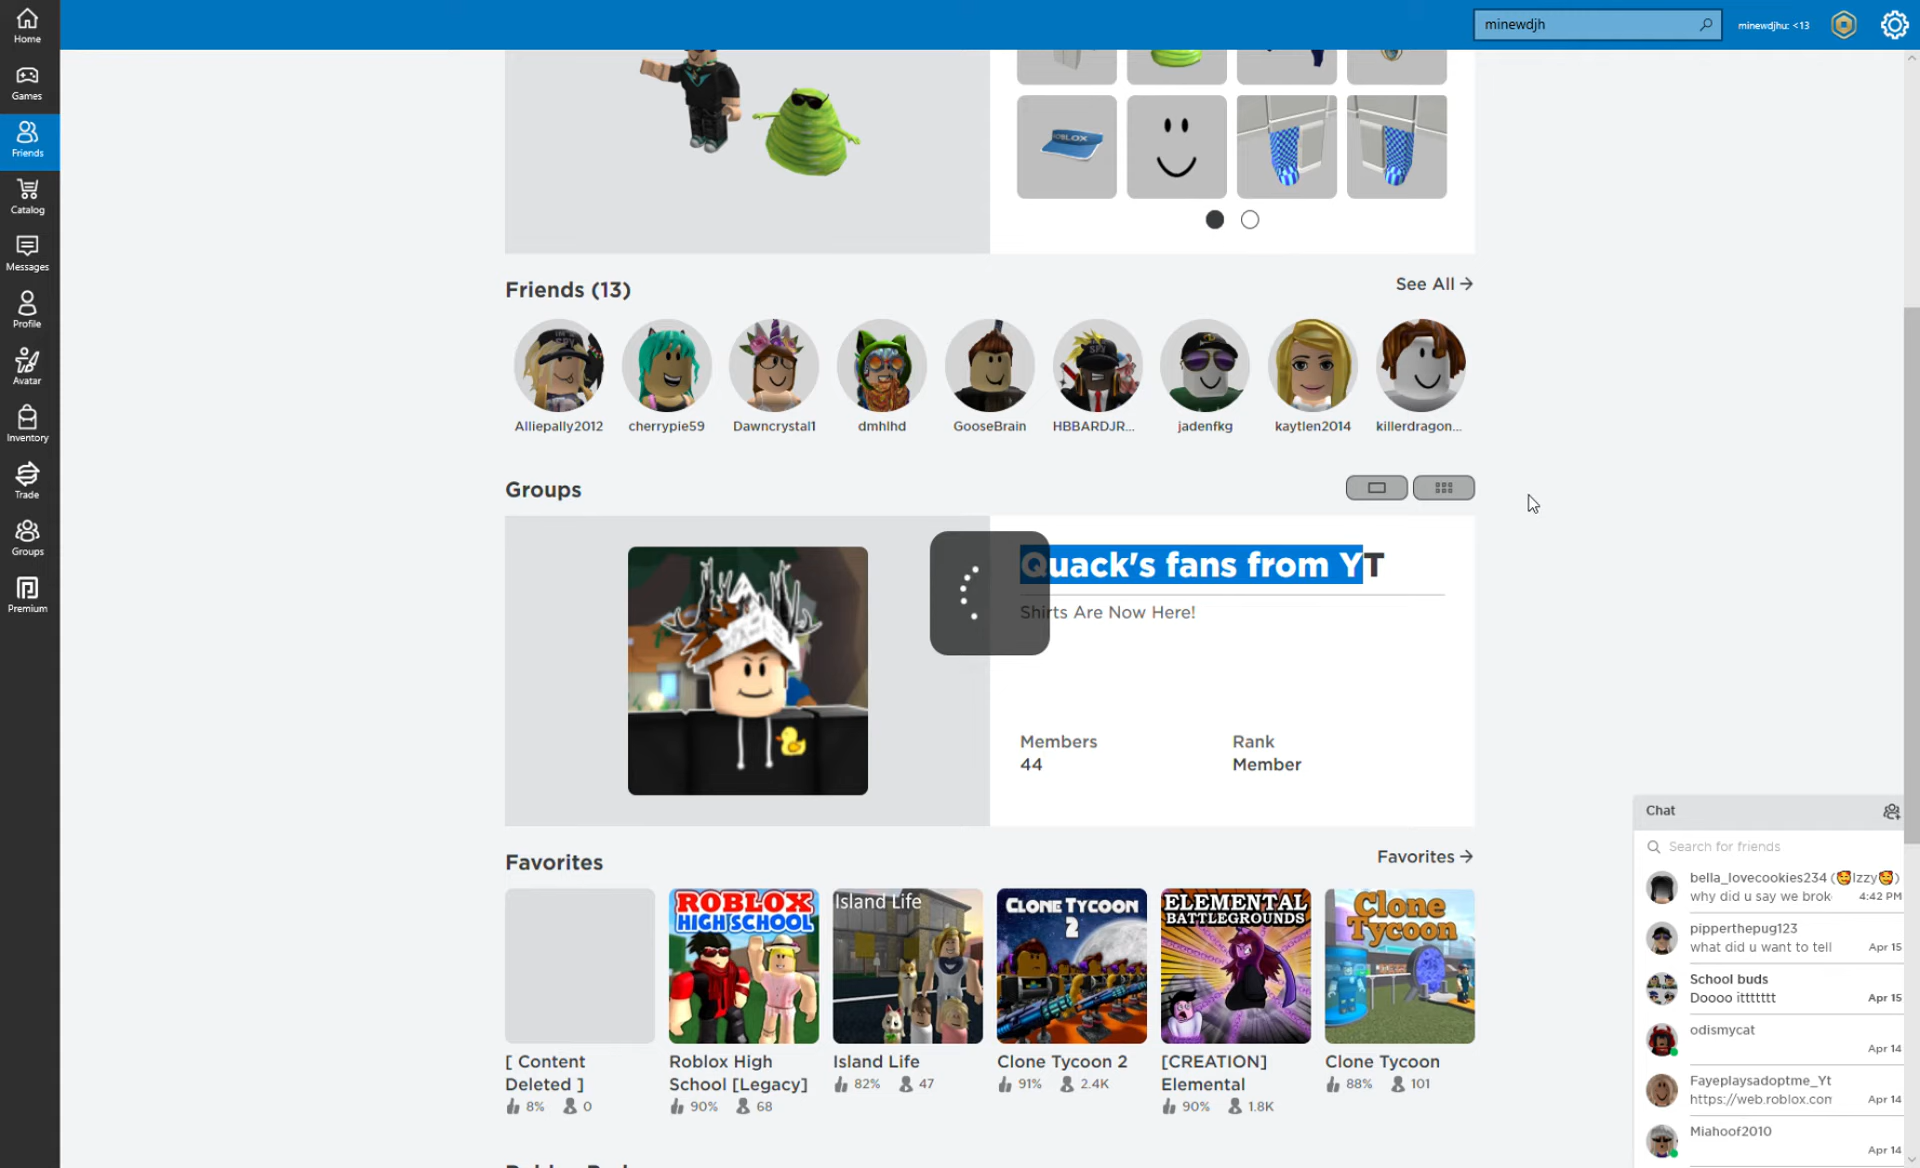 Home
Games
Friends
Catalog
Messages
Profile
Avatar
Inventory
Trade
Groups
Premium
minewdjh
minewdjhu: <13
ROBLOX
Friends (13)
See All
Alliepally2012
cherrypie59
Dawncrystal1
dmhlhd
GooseBrain
HBBARDJR...
jadenfkg
kaytlen2014
killerdragon...
Groups
Quack's fans from YT
Shirts Are Now Here!
Members
44
Rank
Member
Favorites
Favorites
ROBLOX
HIGH SCHOOL
Island Life
CLONE TYCOON
2
ELEMENTAL
BATTLEGROUNDS
Clone
Tycoon
[ Content
Deleted ]
8% 0
Roblox High
School [Legacy]
90% 68
Island Life
82% 47
Clone Tycoon 2
91% 2.4K
[CREATION]
Elemental
90% 1.8K
Clone Tycoon
88% 101
Chat
Search for friends
bella_lovecookies234 (🥰Izzy🥰)
why did u say we brok 4:42 PM
pipperthepug123
what did u want to tell Apr 15
School buds
Doooo ittttttt Apr 15
odismycat
Apr 14
Fayeplaysadoptme_Yt
https://web.roblox.com Apr 14
Miahoof2010
Apr 14